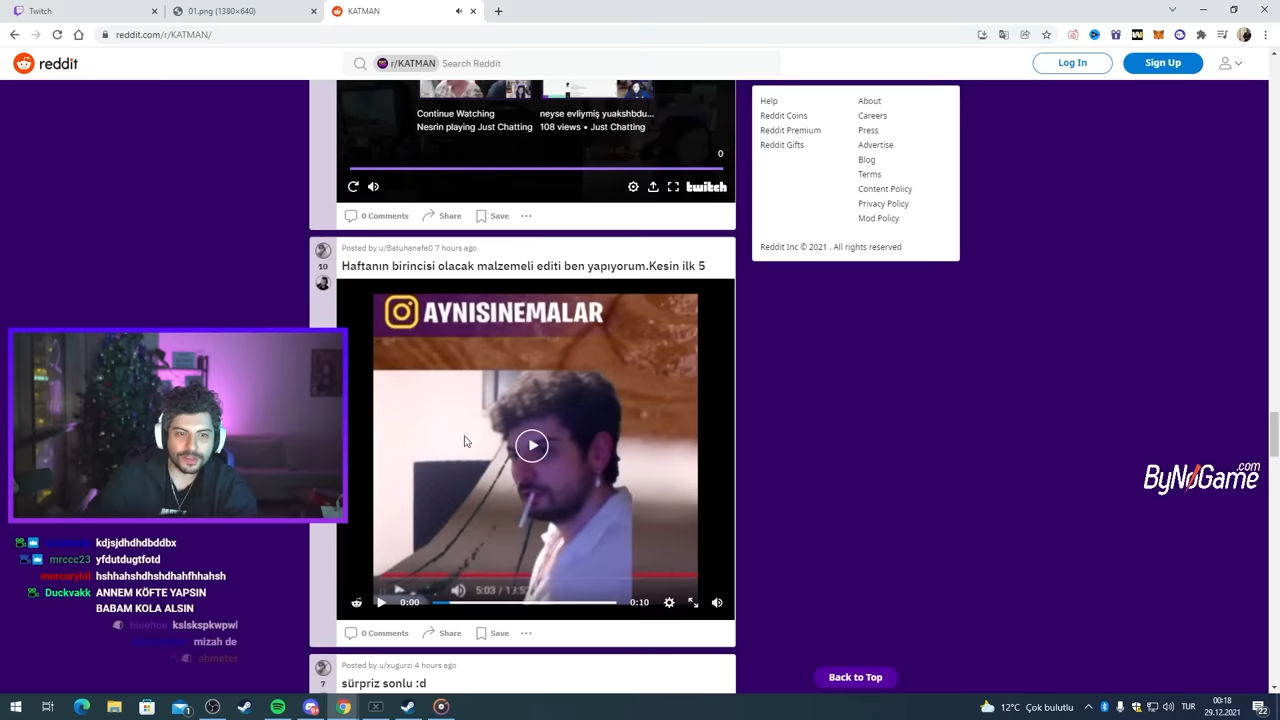 Twitch
01.png (1380×640)
KATMAN
reddit.com/r/KATMAN/
reddit
r/KATMAN
Search Reddit
Log In
Sign Up
Continue Watching
Nesrin playing Just Chatting
neyse evliymiş yuakshbdu...
108 views • Just Chatting
0
twitch
0 Comments
Share
Save
Help
Reddit Coins
Reddit Premium
Reddit Gifts
About
Careers
Press
Advertise
Blog
Terms
Content Policy
Privacy Policy
Mod Policy
Reddit Inc © 2021 . All rights reserved
10
Posted by u/Batuhanefe0 7 hours ago
Haftanın birincisi olacak malzemeli editi ben yapıyorum.Kesin ilk 5
AYNISINEMALAR
0:00
0:10
0 Comments
Share
Save
7
Posted by u/xugurzi 4 hours ago
sürpriz sonlu :d
kdjsjdhdhdbddbx
mrccc23 yfdutdugtfotd
mercuryhil hshhahshdhshdhahfhhahsh
Duckvakk ANNEM KÖFTE YAPSIN
BABAM KOLA ALSIN
bluehoe kslskspkwpwl
mizah de
ahmetes
ByNoGame
.com
Back to Top
12°C Çok bulutlu
TUR
00:18
29.12.2021
22